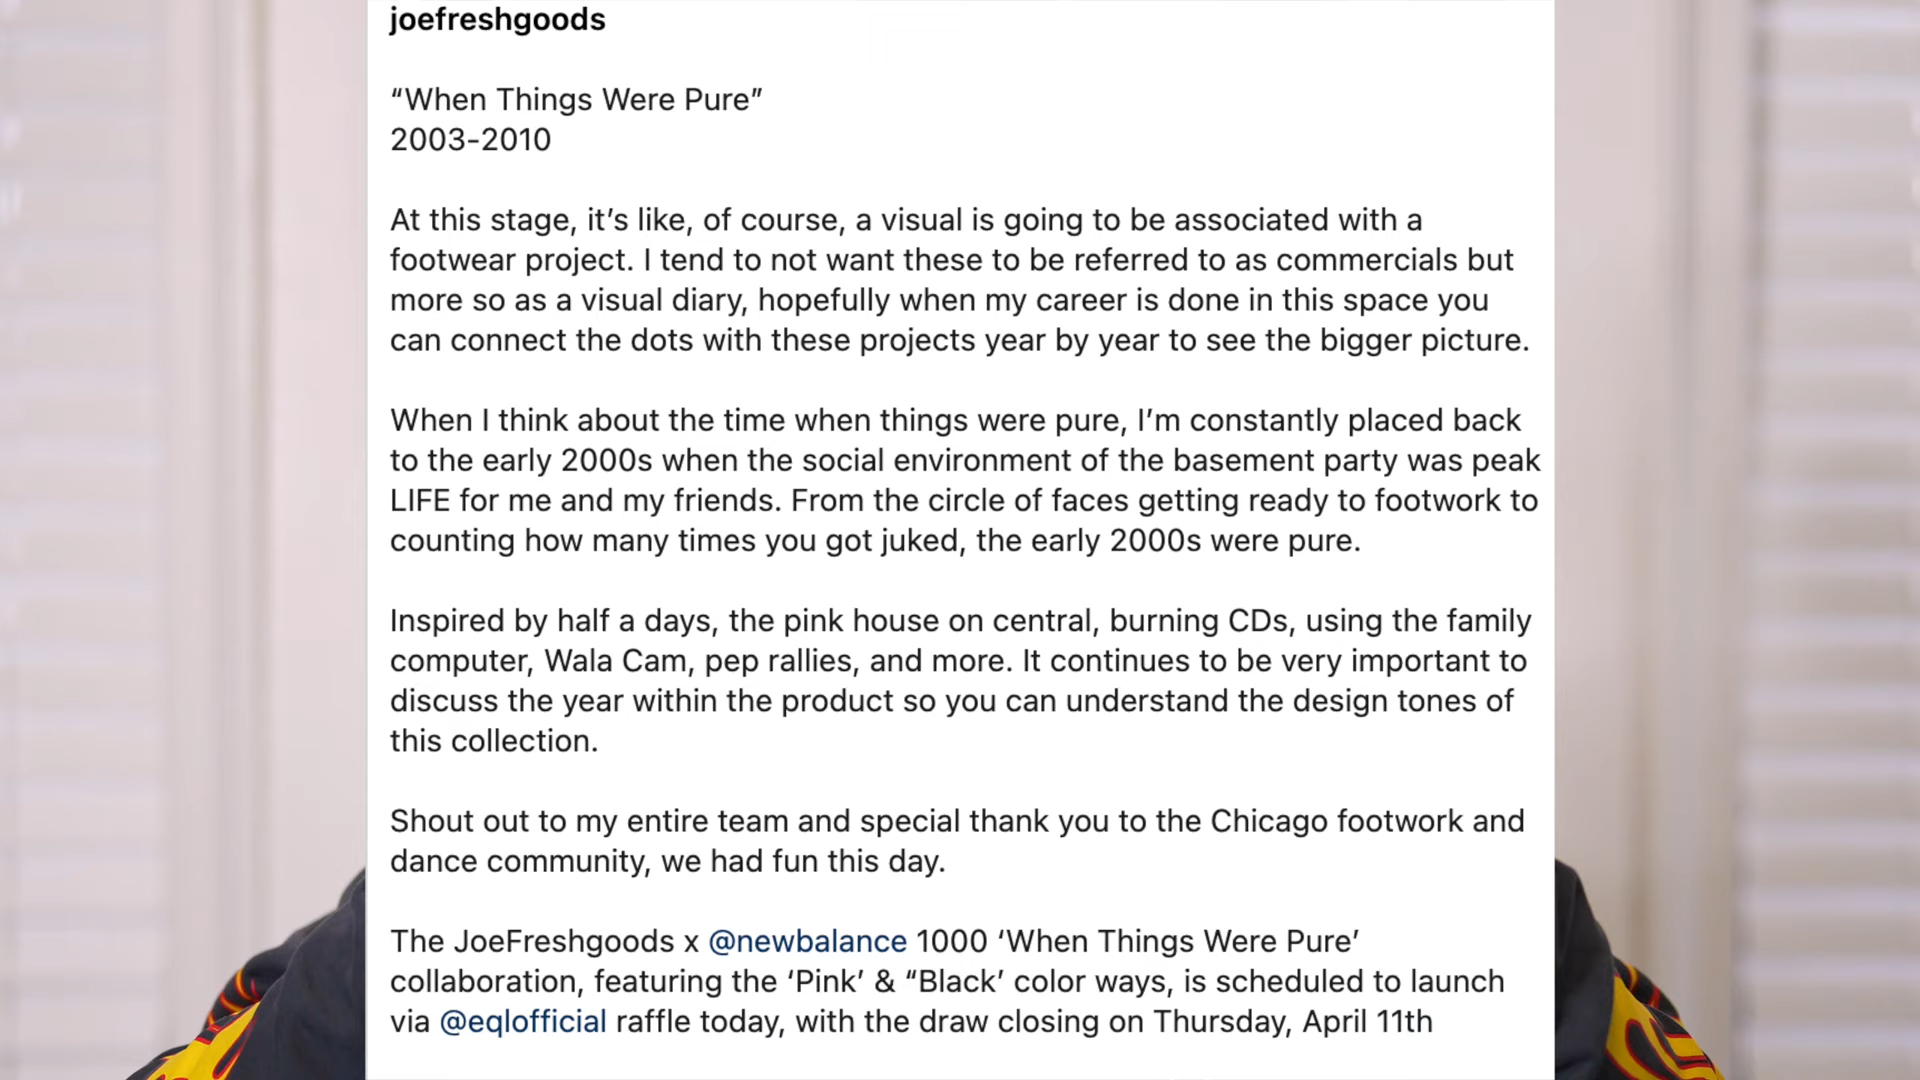 joefreshgoods
“When Things Were Pure”
2003-2010
At this stage, it’s like, of course, a visual is going to be associated with a
footwear project. I tend to not want these to be referred to as commercials but
more so as a visual diary, hopefully when my career is done in this space you
can connect the dots with these projects year by year to see the bigger picture.
When I think about the time when things were pure, I’m constantly placed back
to the early 2000s when the social environment of the basement party was peak
LIFE for me and my friends. From the circle of faces getting ready to footwork to
counting how many times you got juked, the early 2000s were pure.
Inspired by half a days, the pink house on central, burning CDs, using the family
computer, Wala Cam, pep rallies, and more. It continues to be very important to
discuss the year within the product so you can understand the design tones of
this collection.
Shout out to my entire team and special thank you to the Chicago footwork and
dance community, we had fun this day.
The JoeFreshgoods x @newbalance 1000 ‘When Things Were Pure’
collaboration, featuring the ‘Pink’ & “Black’ color ways, is scheduled to launch
via @eqlofficial raffle today, with the draw closing on Thursday, April 11th